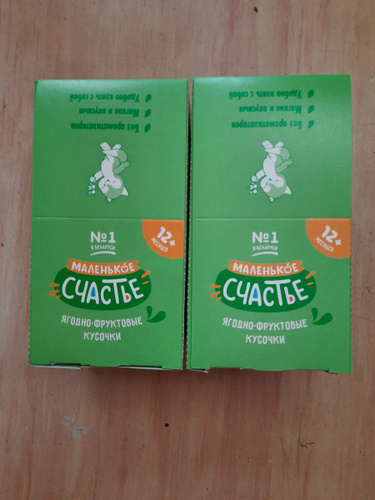 Без ароматизаторов
Мягкие и вкусные
Удобно взять с собой
№1
В БЕЛАРУСИ
12+
МЕСЯЦЕВ
МАЛЕНЬКОЕ
СЧАСТЬЕ
ЯГОДНО-ФРУКТОВЫЕ
КУСОЧКИ
Без ароматизаторов
Мягкие и вкусные
Удобно взять с собой
№1
В БЕЛАРУСИ
12+
МЕСЯЦЕВ
МАЛЕНЬКОЕ
СЧАСТЬЕ
ЯГОДНО-ФРУКТОВЫЕ
КУСОЧКИ